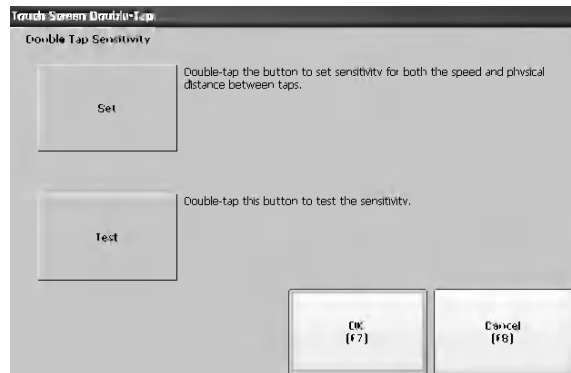 Touch Screen Double-Tap
Double Tap Sensitivity
Set
Double-tap the button to set sensitivity for both the speed and physical
distance between taps.
Test
Double-tap this button to test the sensitivity.
OK
(F7)
Cancel
(F8)